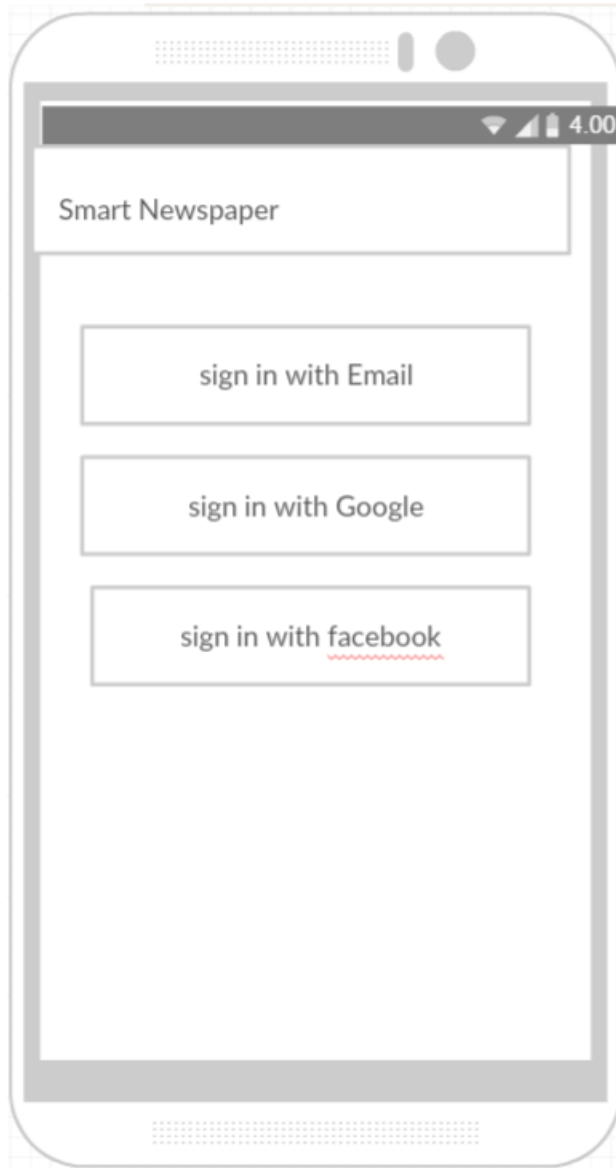 4.00
Smart Newspaper
sign in with Email
sign in with Google
sign in with facebook